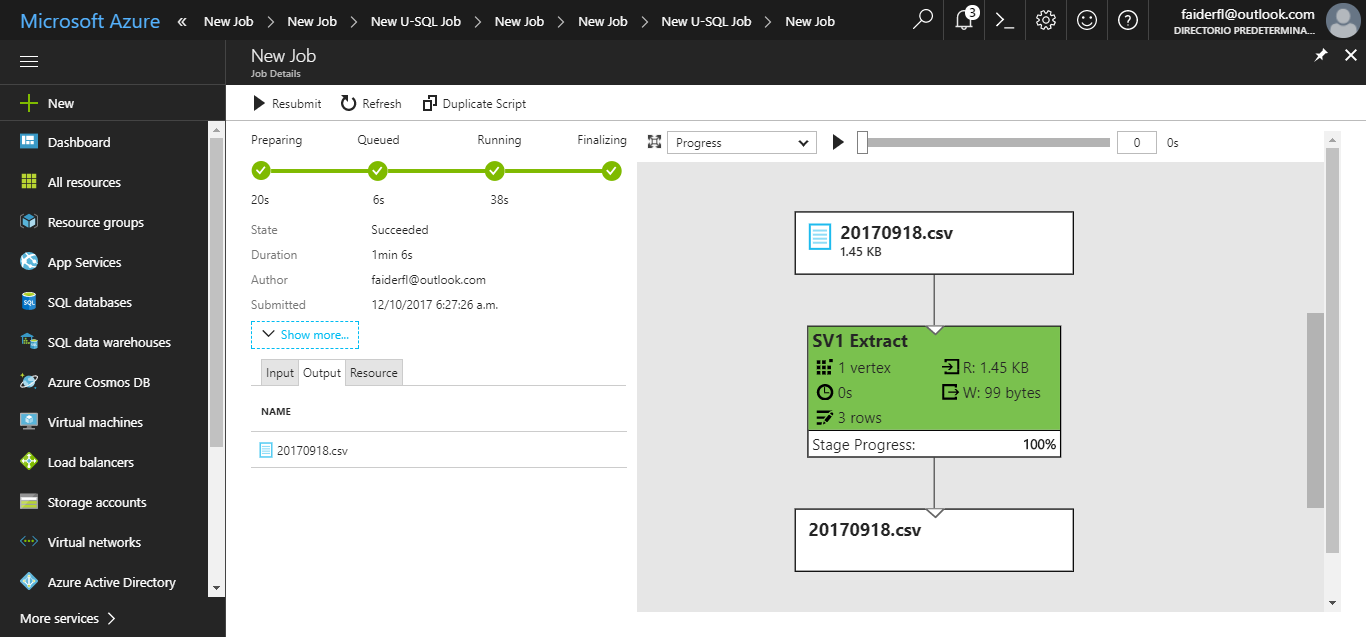 Microsoft Azure « New Job > New Job > New U-SQL Job > New Job > New Job > New U-SQL Job > New Job
3
faiderfl@outlook.com
DIRECTORIO PREDETERMINA...
New
Dashboard
All resources
Resource groups
App Services
SQL databases
SQL data warehouses
Azure Cosmos DB
Virtual machines
Load balancers
Storage accounts
Virtual networks
Azure Active Directory
More services >
New Job
Job Details
Resubmit Refresh Duplicate Script
Preparing Queued Running Finalizing
20s 6s 38s
State Succeeded
Duration 1min 6s
Author faiderfl@outlook.com
Submitted 12/10/2017 6:27:26 a.m.
Show more...
Input Output Resource
NAME
20170918.csv
Progress 0 0s
20170918.csv
1.45 KB
SV1 Extract
1 vertex R: 1.45 KB
0s W: 99 bytes
3 rows
Stage Progress: 100%
20170918.csv